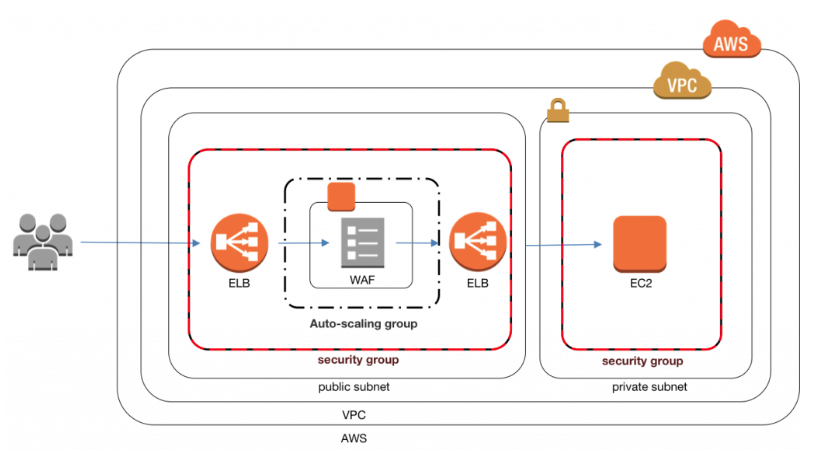 AWS
VPC
ELB
WAF
ELB
EC2
Auto-scaling group
security group
security group
public subnet
private subnet
VPC
AWS